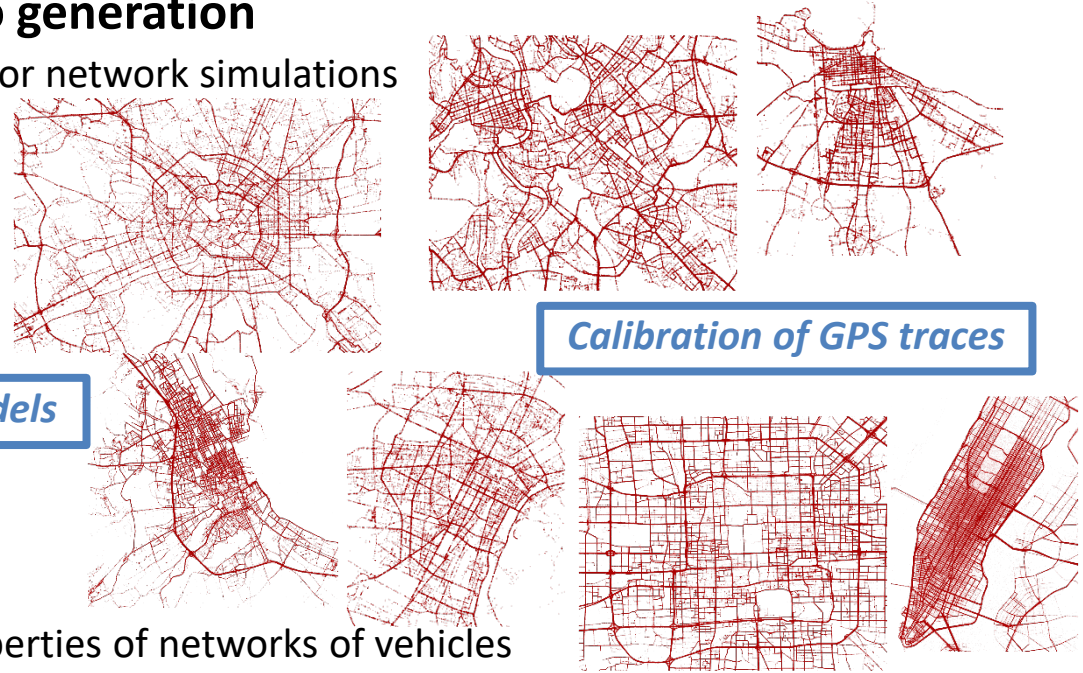 generation
or network simulations
Calibration of GPS traces
dels
perties of networks of vehicles